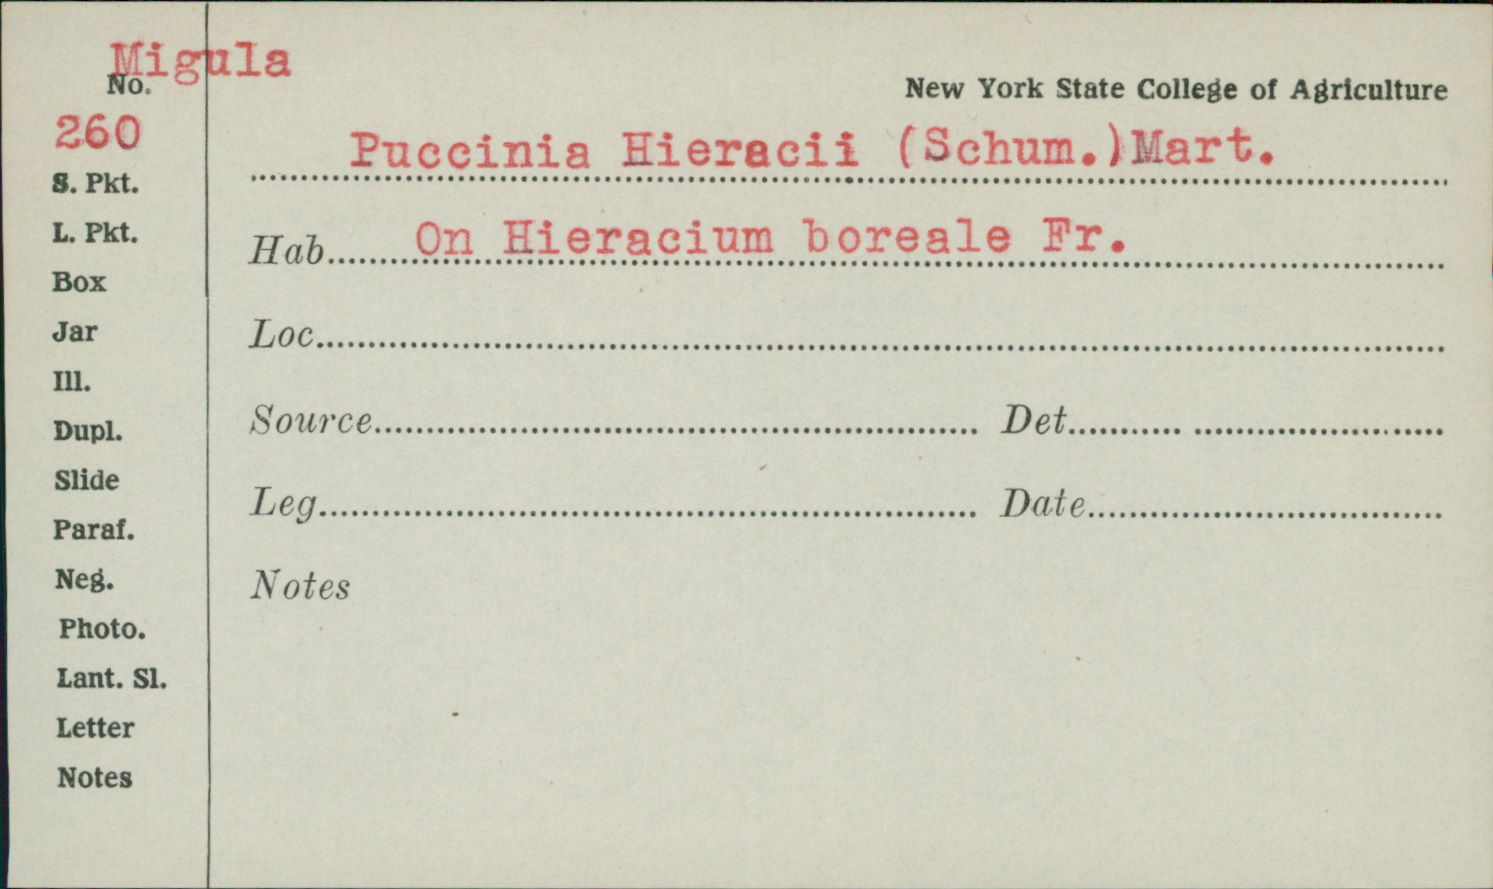 Migula
No.
New York State College of Agriculture
260
Puccinia Hieracii (Schum.)Mart.
S. Pkt.
L. Pkt.
Hab. On Hieracium boreale Fr.
Box
Jar
Loc.
Ill.
Dupl.
Source Det.
Slide
Leg. Date
Paraf.
Neg.
Notes
Photo.
Lant. Sl.
Letter
Notes